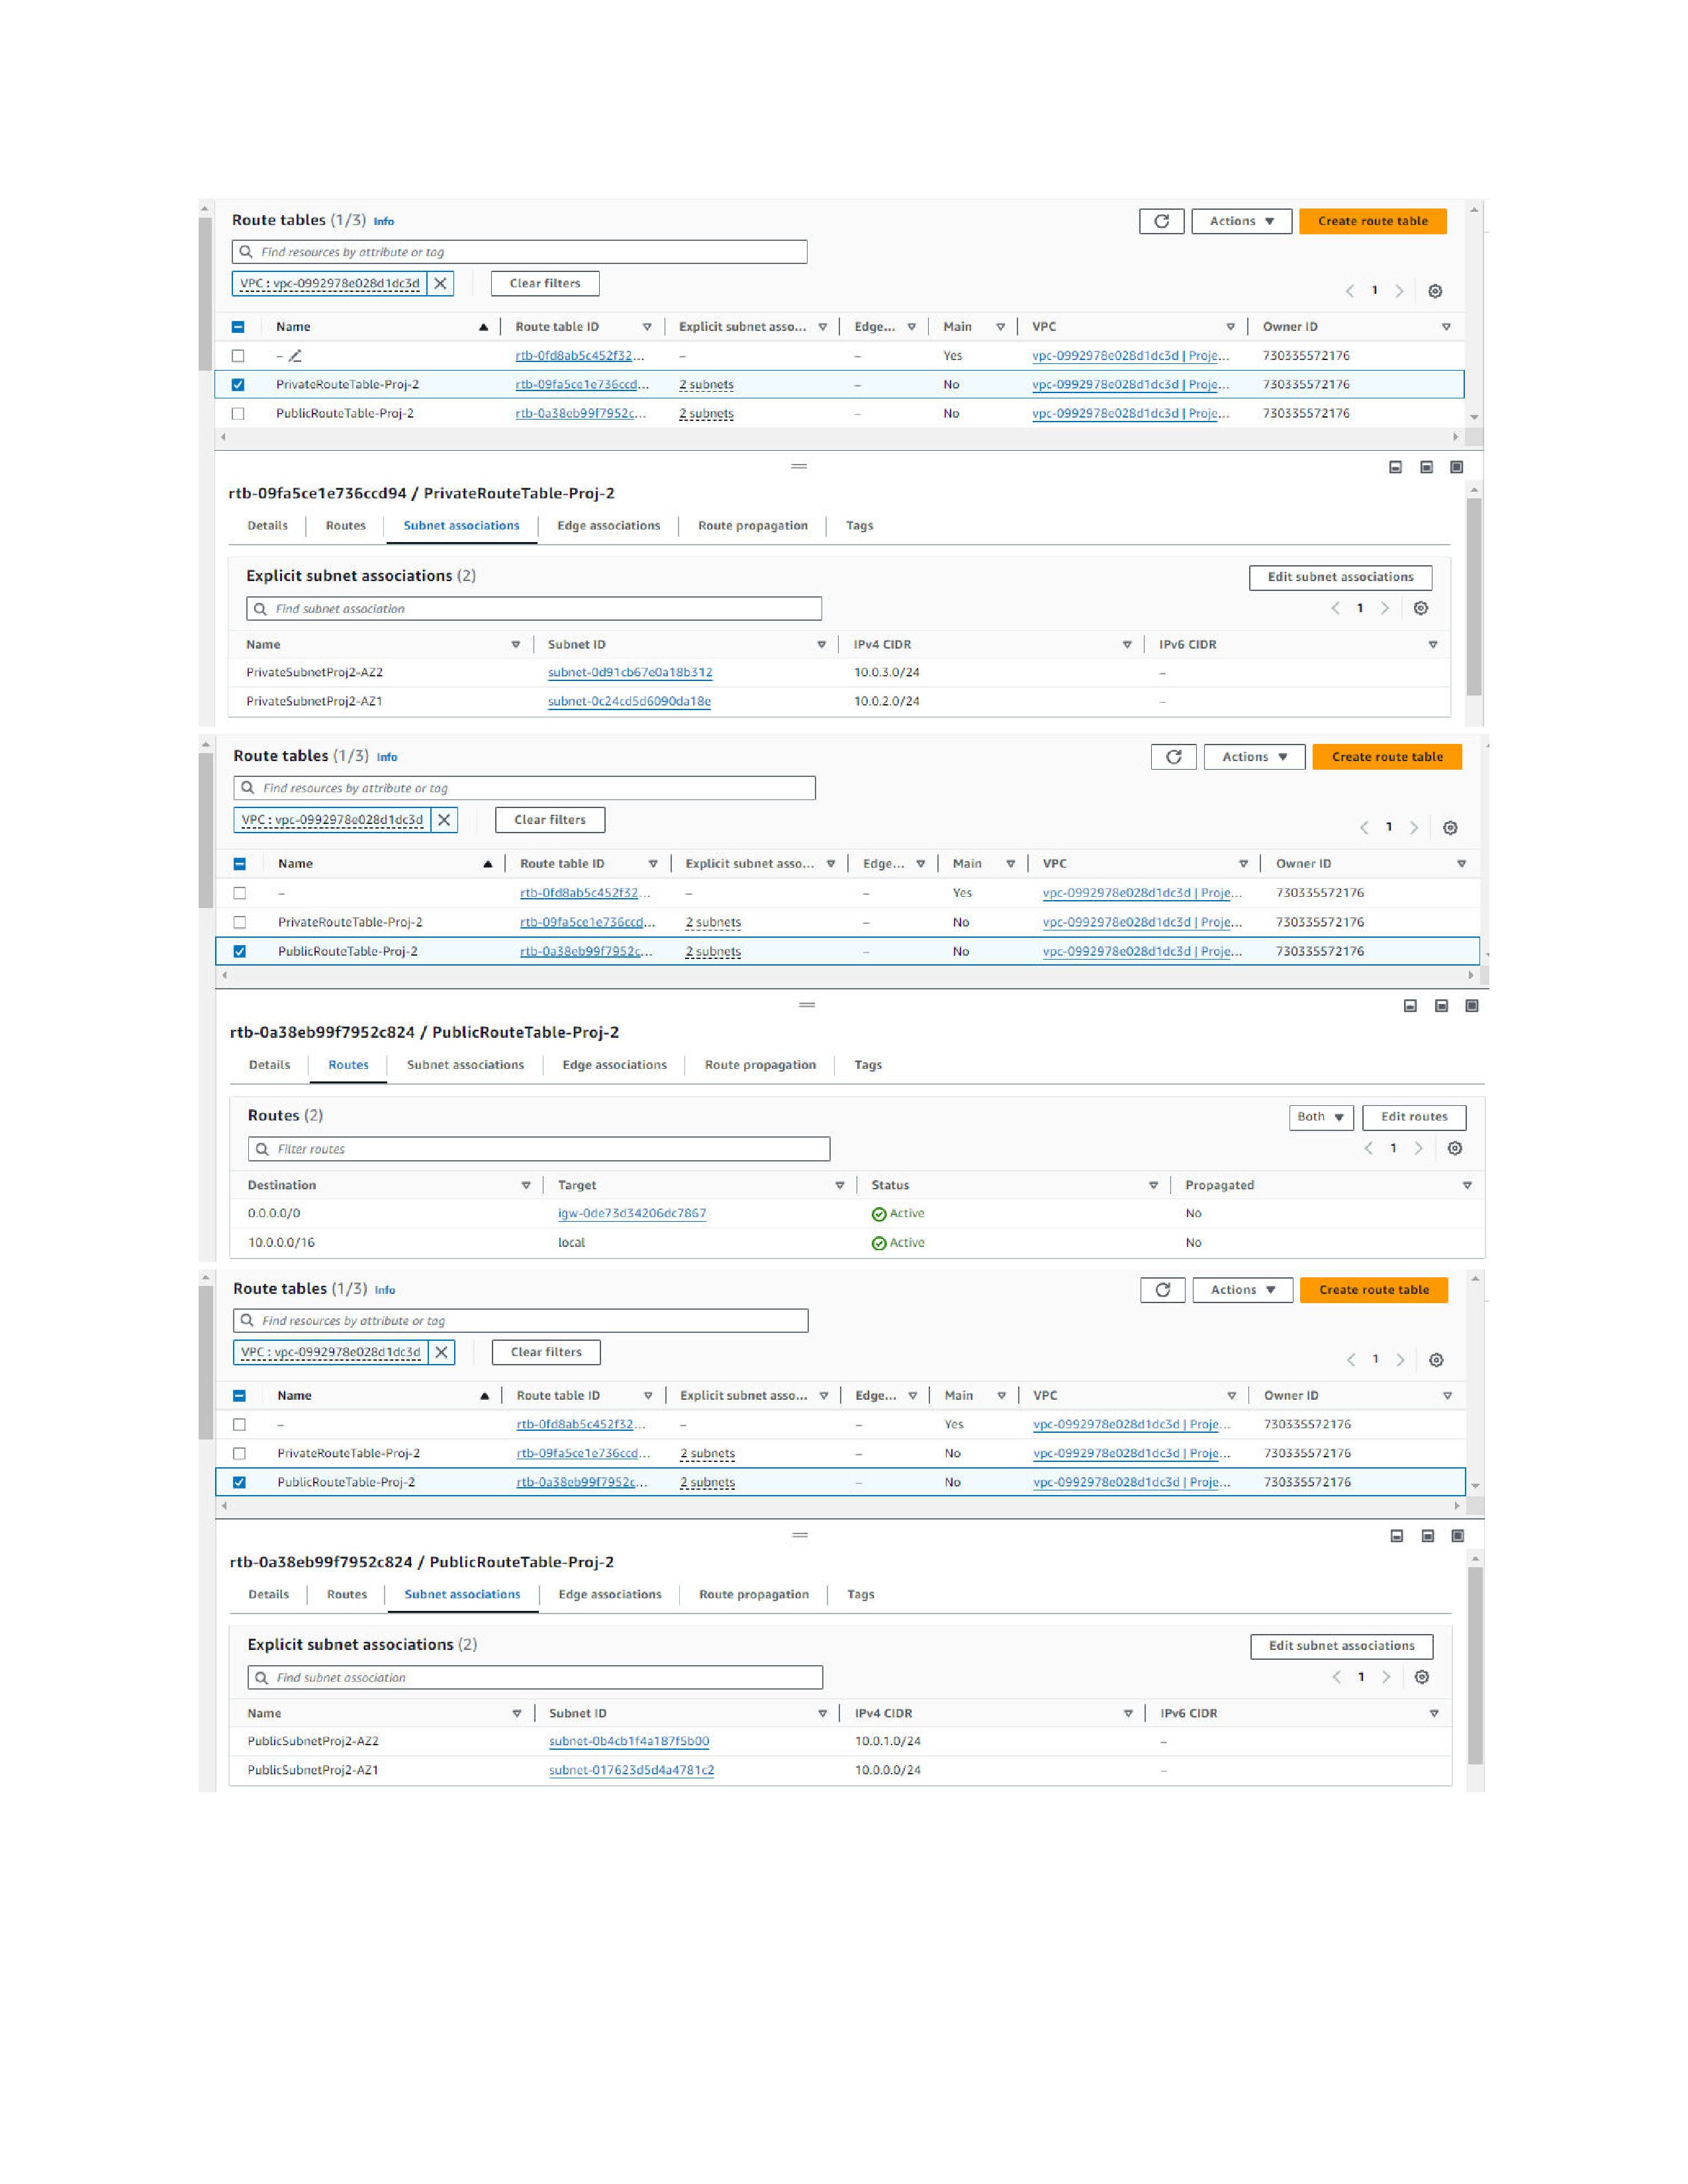 Route tables (1/3) Info
Actions ▼ Create route table
Find resources by attribute or tag
VPC : vpc-0992978e028d1dc3d Clear filters
1
Name Route table ID Explicit subnet asso... Edge... Main VPC Owner ID
– rtb-0fd8ab5c452f32... – – Yes vpc-0992978e028d1dc3d | Proje... 730335572176
PrivateRouteTable-Proj-2 rtb-09fa5ce1e736ccd... 2 subnets – No vpc-0992978e028d1dc3d | Proje... 730335572176
PublicRouteTable-Proj-2 rtb-0a38eb99f7952c... 2 subnets – No vpc-0992978e028d1dc3d | Proje... 730335572176
rtb-09fa5ce1e736ccd94 / PrivateRouteTable-Proj-2
Details Routes Subnet associations Edge associations Route propagation Tags
Explicit subnet associations (2)
Edit subnet associations
Find subnet association
1
Name Subnet ID IPv4 CIDR IPv6 CIDR
PrivateSubnetProj2-AZ2 subnet-0d91cb67e0a18b312 10.0.3.0/24 –
PrivateSubnetProj2-AZ1 subnet-0c24cd5d6090da18e 10.0.2.0/24 –
Route tables (1/3) Info
Actions ▼ Create route table
Find resources by attribute or tag
VPC : vpc-0992978e028d1dc3d Clear filters
1
Name Route table ID Explicit subnet asso... Edge... Main VPC Owner ID
– rtb-0fd8ab5c452f32... – – Yes vpc-0992978e028d1dc3d | Proje... 730335572176
PrivateRouteTable-Proj-2 rtb-09fa5ce1e736ccd... 2 subnets – No vpc-0992978e028d1dc3d | Proje... 730335572176
PublicRouteTable-Proj-2 rtb-0a38eb99f7952c... 2 subnets – No vpc-0992978e028d1dc3d | Proje... 730335572176
rtb-0a38eb99f7952c824 / PublicRouteTable-Proj-2
Details Routes Subnet associations Edge associations Route propagation Tags
Routes (2)
Both ▼ Edit routes
Filter routes
1
Destination Target Status Propagated
0.0.0.0/0 igw-0de73d34206dc7867 Active No
10.0.0.0/16 local Active No
Route tables (1/3) Info
Actions ▼ Create route table
Find resources by attribute or tag
VPC : vpc-0992978e028d1dc3d Clear filters
1
Name Route table ID Explicit subnet asso... Edge... Main VPC Owner ID
– rtb-0fd8ab5c452f32... – – Yes vpc-0992978e028d1dc3d | Proje... 730335572176
PrivateRouteTable-Proj-2 rtb-09fa5ce1e736ccd... 2 subnets – No vpc-0992978e028d1dc3d | Proje... 730335572176
PublicRouteTable-Proj-2 rtb-0a38eb99f7952c... 2 subnets – No vpc-0992978e028d1dc3d | Proje... 730335572176
rtb-0a38eb99f7952c824 / PublicRouteTable-Proj-2
Details Routes Subnet associations Edge associations Route propagation Tags
Explicit subnet associations (2)
Edit subnet associations
Find subnet association
1
Name Subnet ID IPv4 CIDR IPv6 CIDR
PublicSubnetProj2-AZ2 subnet-0b4cb1f4a187f5b00 10.0.1.0/24 –
PublicSubnetProj2-AZ1 subnet-017623d5d4a4781c2 10.0.0.0/24 –